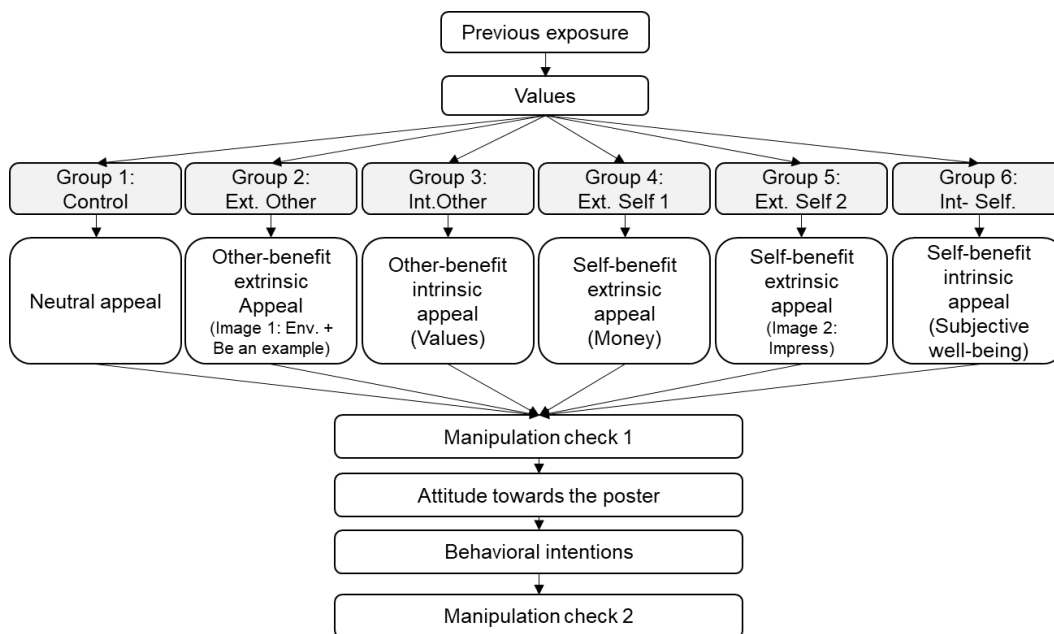 Previous exposure
Values
Group 1:
Control
Group 2:
Ext. Other
Group 3:
Int.Other
Group 4:
Ext. Self 1
Group 5:
Ext. Self 2
Group 6:
Int- Self.
Neutral appeal
Other-benefit
extrinsic
Appeal
(Image 1: Env. +
Be an example)
Other-benefit
intrinsic
appeal
(Values)
Self-benefit
extrinsic
appeal
(Money)
Self-benefit
extrinsic
appeal
(Image 2:
Impress)
Self-benefit
intrinsic
appeal
(Subjective
well-being)
Manipulation check 1
Attitude towards the poster
Behavioral intentions
Manipulation check 2